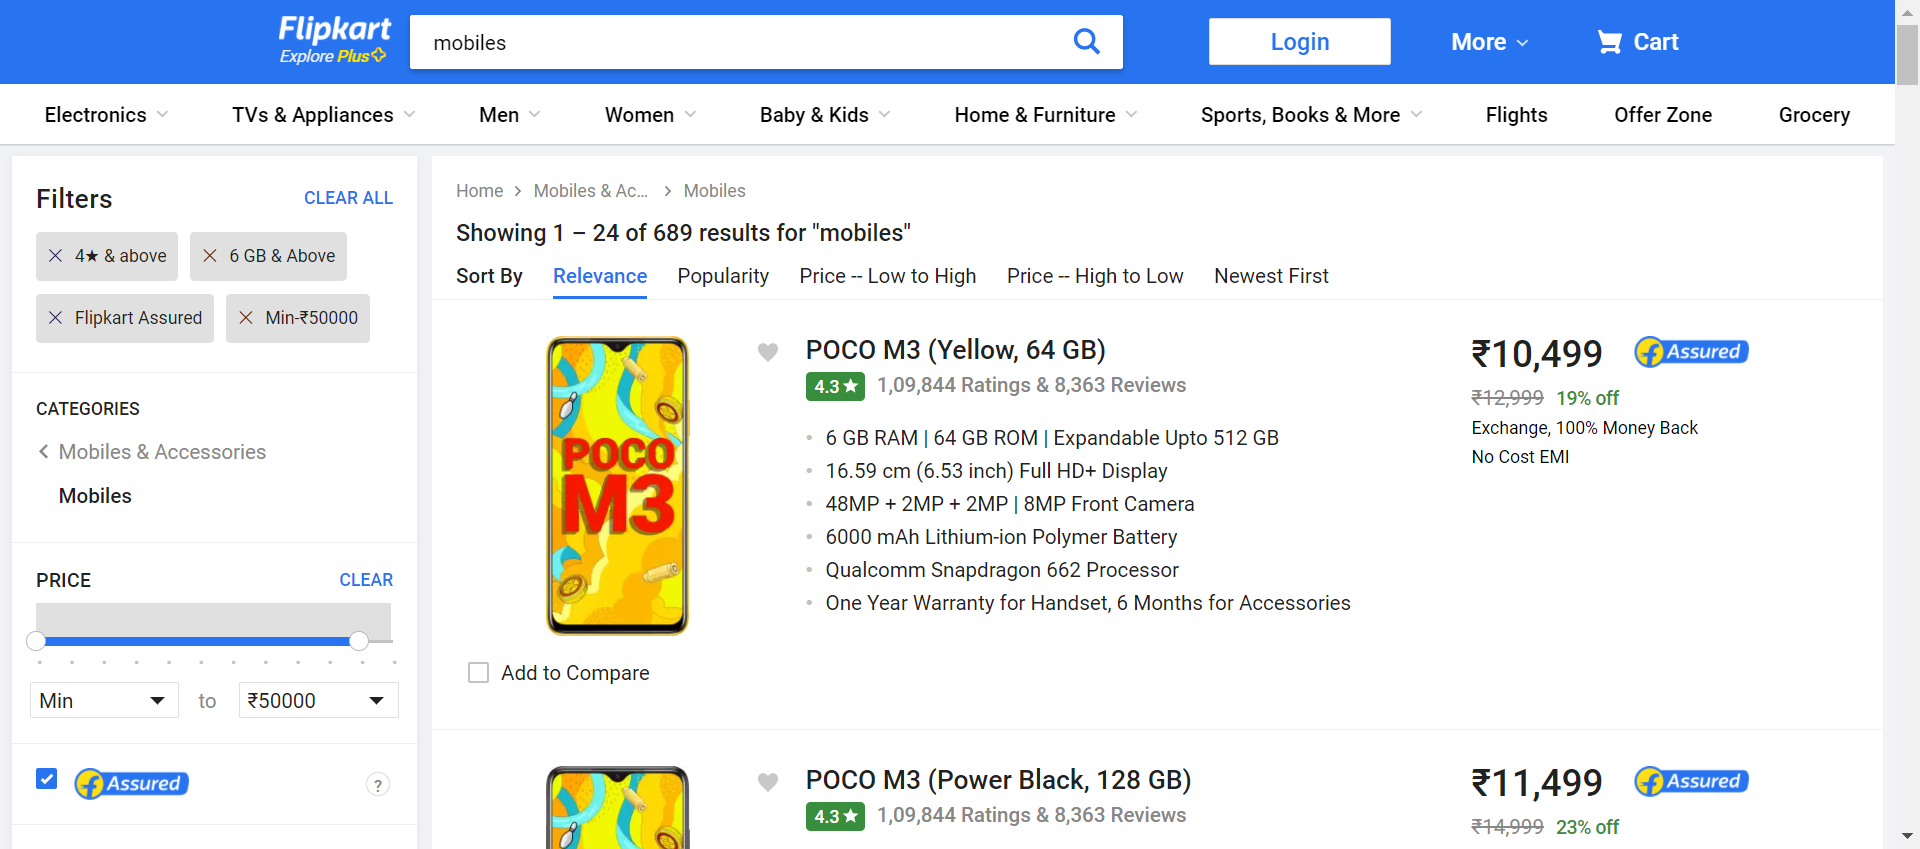 Flipkart
Explore Plus
mobiles
Login
More
Cart
Electronics
TVs & Appliances
Men
Women
Baby & Kids
Home & Furniture
Sports, Books & More
Flights
Offer Zone
Grocery
Filters
CLEAR ALL
4★ & above
6 GB & Above
Flipkart Assured
Min-₹50000
CATEGORIES
Mobiles & Accessories
Mobiles
PRICE
CLEAR
Min
to
₹50000
Assured
?
Home
Mobiles & Ac...
Mobiles
Showing 1 – 24 of 689 results for "mobiles"
Sort By
Relevance
Popularity
Price -- Low to High
Price -- High to Low
Newest First
POCO
M3
Add to Compare
POCO M3 (Yellow, 64 GB)
4.3★
1,09,844 Ratings & 8,363 Reviews
6 GB RAM | 64 GB ROM | Expandable Upto 512 GB
16.59 cm (6.53 inch) Full HD+ Display
48MP + 2MP + 2MP | 8MP Front Camera
6000 mAh Lithium-ion Polymer Battery
Qualcomm Snapdragon 662 Processor
One Year Warranty for Handset, 6 Months for Accessories
₹10,499
Assured
₹12,999
19% off
Exchange, 100% Money Back
No Cost EMI
POCO M3 (Power Black, 128 GB)
4.3★
1,09,844 Ratings & 8,363 Reviews
₹11,499
Assured
₹14,999
23% off